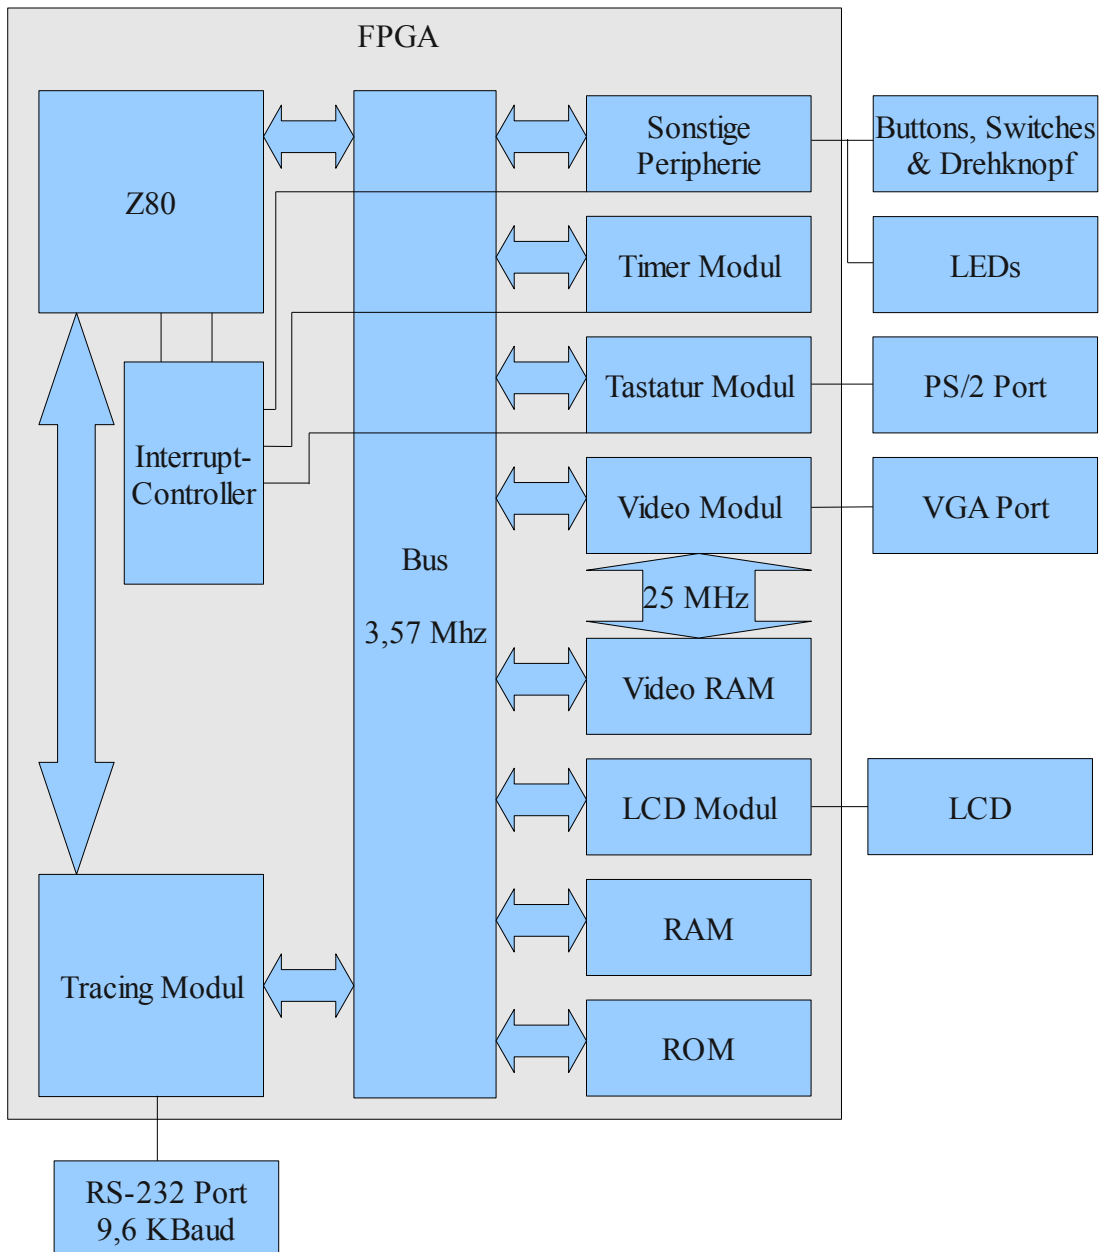 FPGA
Z80
Sonstige
Peripherie
Buttons, Switches
& Drehknopf
Timer Modul
LEDs
Tastatur Modul
PS/2 Port
Interrupt-
Controller
Video Modul
VGA Port
Bus
3,57 Mhz
25 MHz
Video RAM
LCD Modul
LCD
RAM
Tracing Modul
ROM
RS-232 Port
9,6 KBaud